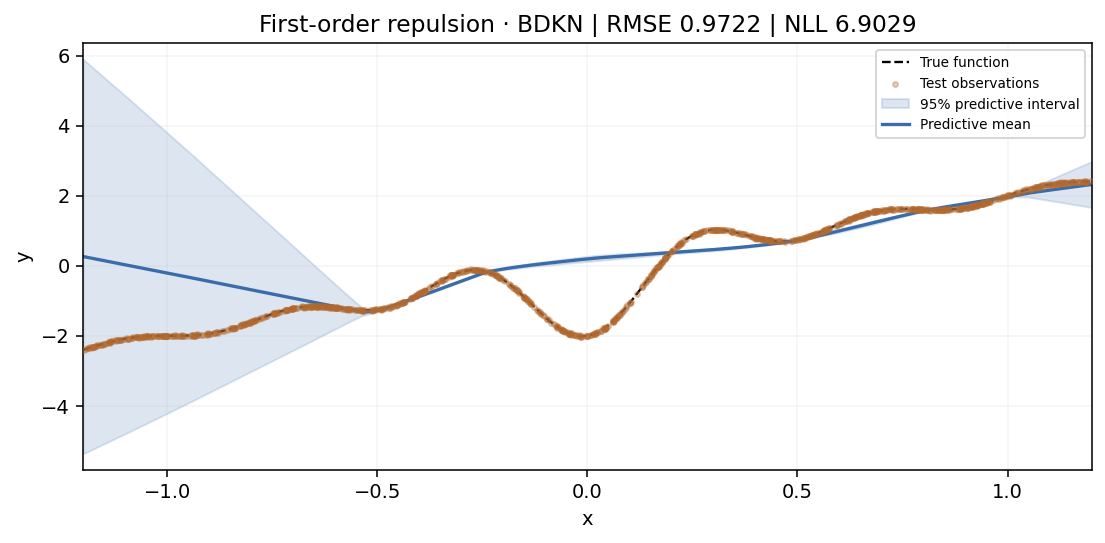 First-order repulsion · BDKN | RMSE 0.9722 | NLL 6.9029
True function
Test observations
95% predictive interval
Predictive mean
6
4
2
0
−2
−4
y
−1.0
−0.5
0.0
0.5
1.0
x